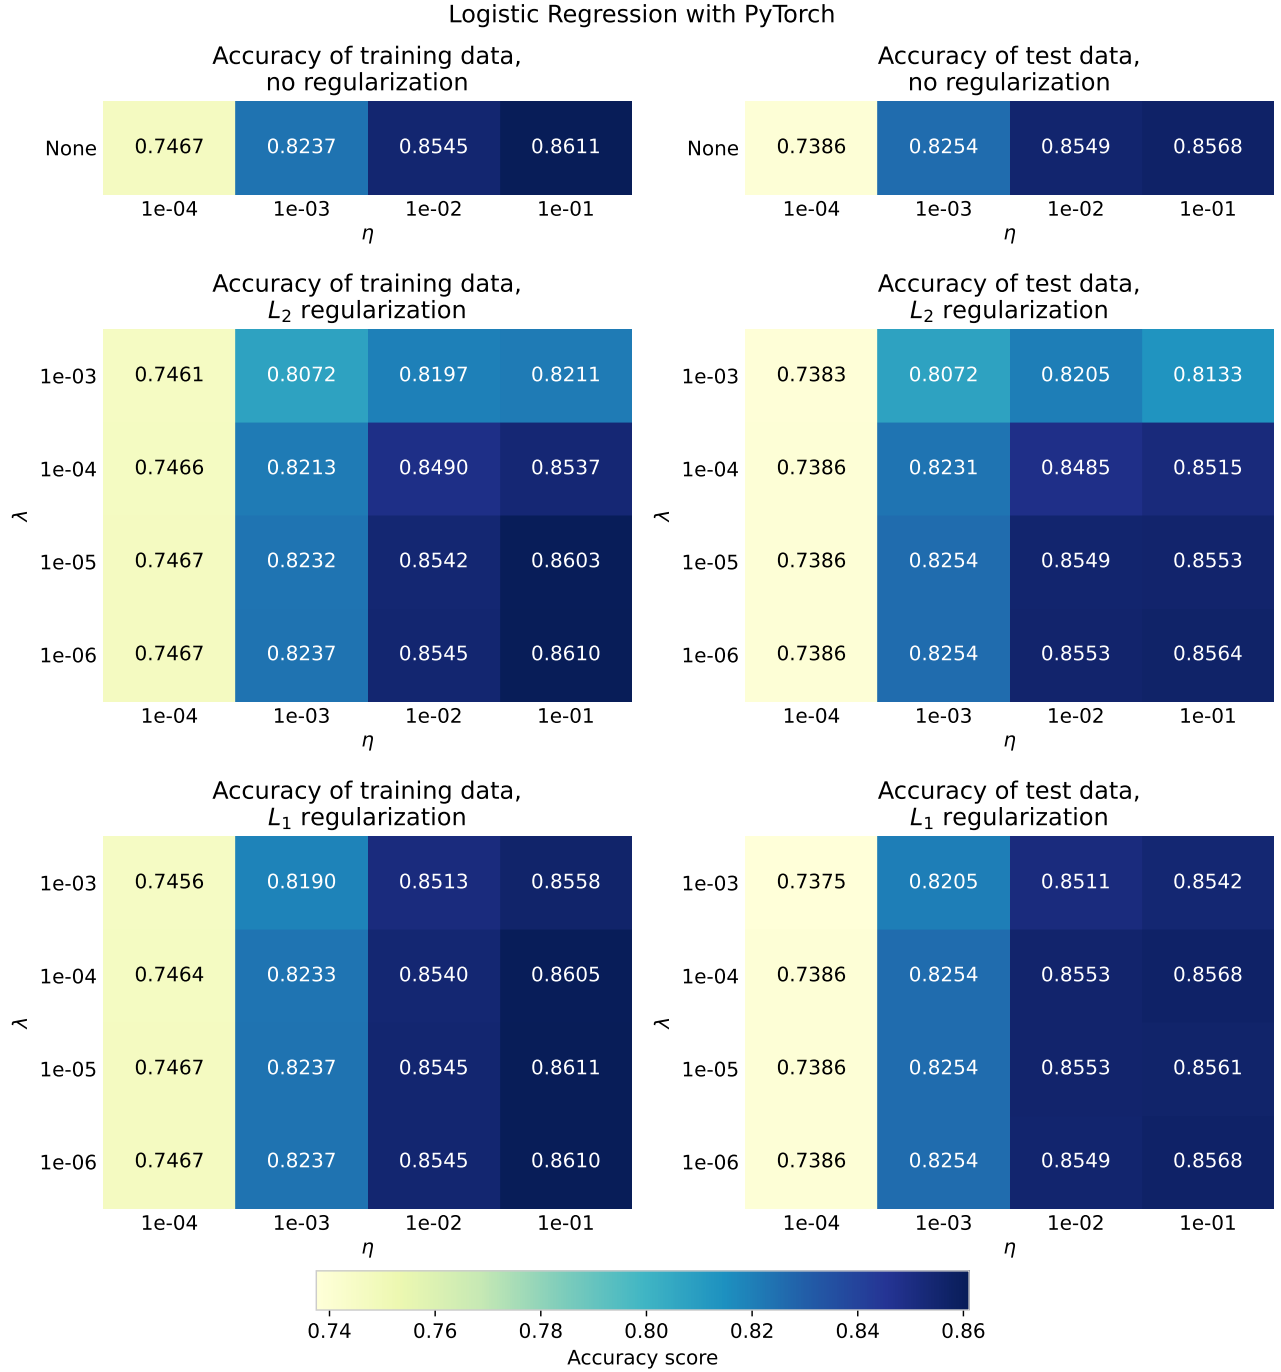 Logistic Regression with PyTorch
Accuracy of training data,
no regularization
None 0.7467 0.8237 0.8545 0.8611
1e-04 1e-03 1e-02 1e-01
η
Accuracy of test data,
no regularization
None 0.7386 0.8254 0.8549 0.8568
1e-04 1e-03 1e-02 1e-01
η
Accuracy of training data,
L₂ regularization
λ
1e-03 0.7461 0.8072 0.8197 0.8211
1e-04 0.7466 0.8213 0.8490 0.8537
1e-05 0.7467 0.8232 0.8542 0.8603
1e-06 0.7467 0.8237 0.8545 0.8610
1e-04 1e-03 1e-02 1e-01
η
Accuracy of test data,
L₂ regularization
λ
1e-03 0.7383 0.8072 0.8205 0.8133
1e-04 0.7386 0.8231 0.8485 0.8515
1e-05 0.7386 0.8254 0.8549 0.8553
1e-06 0.7386 0.8254 0.8553 0.8564
1e-04 1e-03 1e-02 1e-01
η
Accuracy of training data,
L₁ regularization
λ
1e-03 0.7456 0.8190 0.8513 0.8558
1e-04 0.7464 0.8233 0.8540 0.8605
1e-05 0.7467 0.8237 0.8545 0.8611
1e-06 0.7467 0.8237 0.8545 0.8610
1e-04 1e-03 1e-02 1e-01
η
Accuracy of test data,
L₁ regularization
λ
1e-03 0.7375 0.8205 0.8511 0.8542
1e-04 0.7386 0.8254 0.8553 0.8568
1e-05 0.7386 0.8254 0.8553 0.8561
1e-06 0.7386 0.8254 0.8549 0.8568
1e-04 1e-03 1e-02 1e-01
η
0.74 0.76 0.78 0.80 0.82 0.84 0.86
Accuracy score